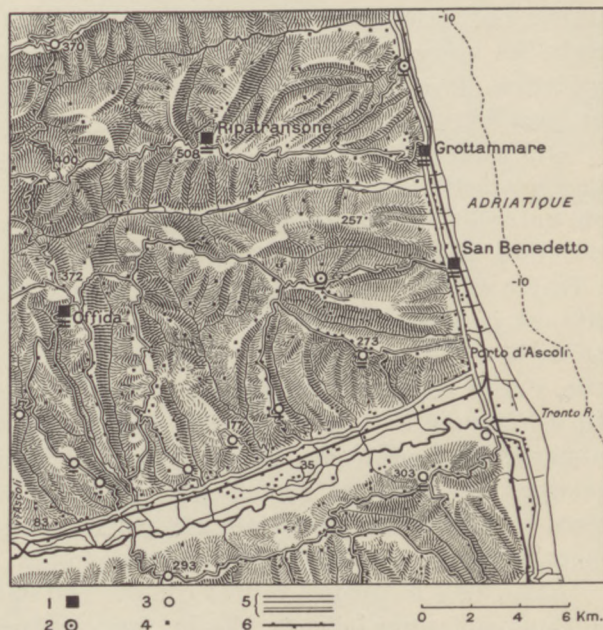 -10
370
Ripatransone
508
Grottammare
400
ADRIATIQUE
257
San Benedetto
372
-10
Offida
273
Porto d'Ascoli
Tronto R.
177
35
303
v. Ascoli
83
293
1 3 5
0 2 4 6 Km.
2 4 6